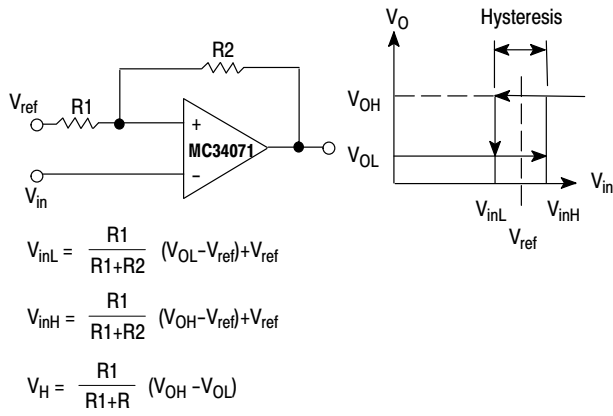 Hysteresis
VO
R2
Vref R1
VOH
+
MC34071
VOL
−
Vin
Vin
VinL VinH
Vref
VinL = R1 / R1+R2 (VOL−Vref)+Vref
VinH = R1 / R1+R2 (VOH−Vref)+Vref
VH = R1 / R1+R (VOH −VOL)